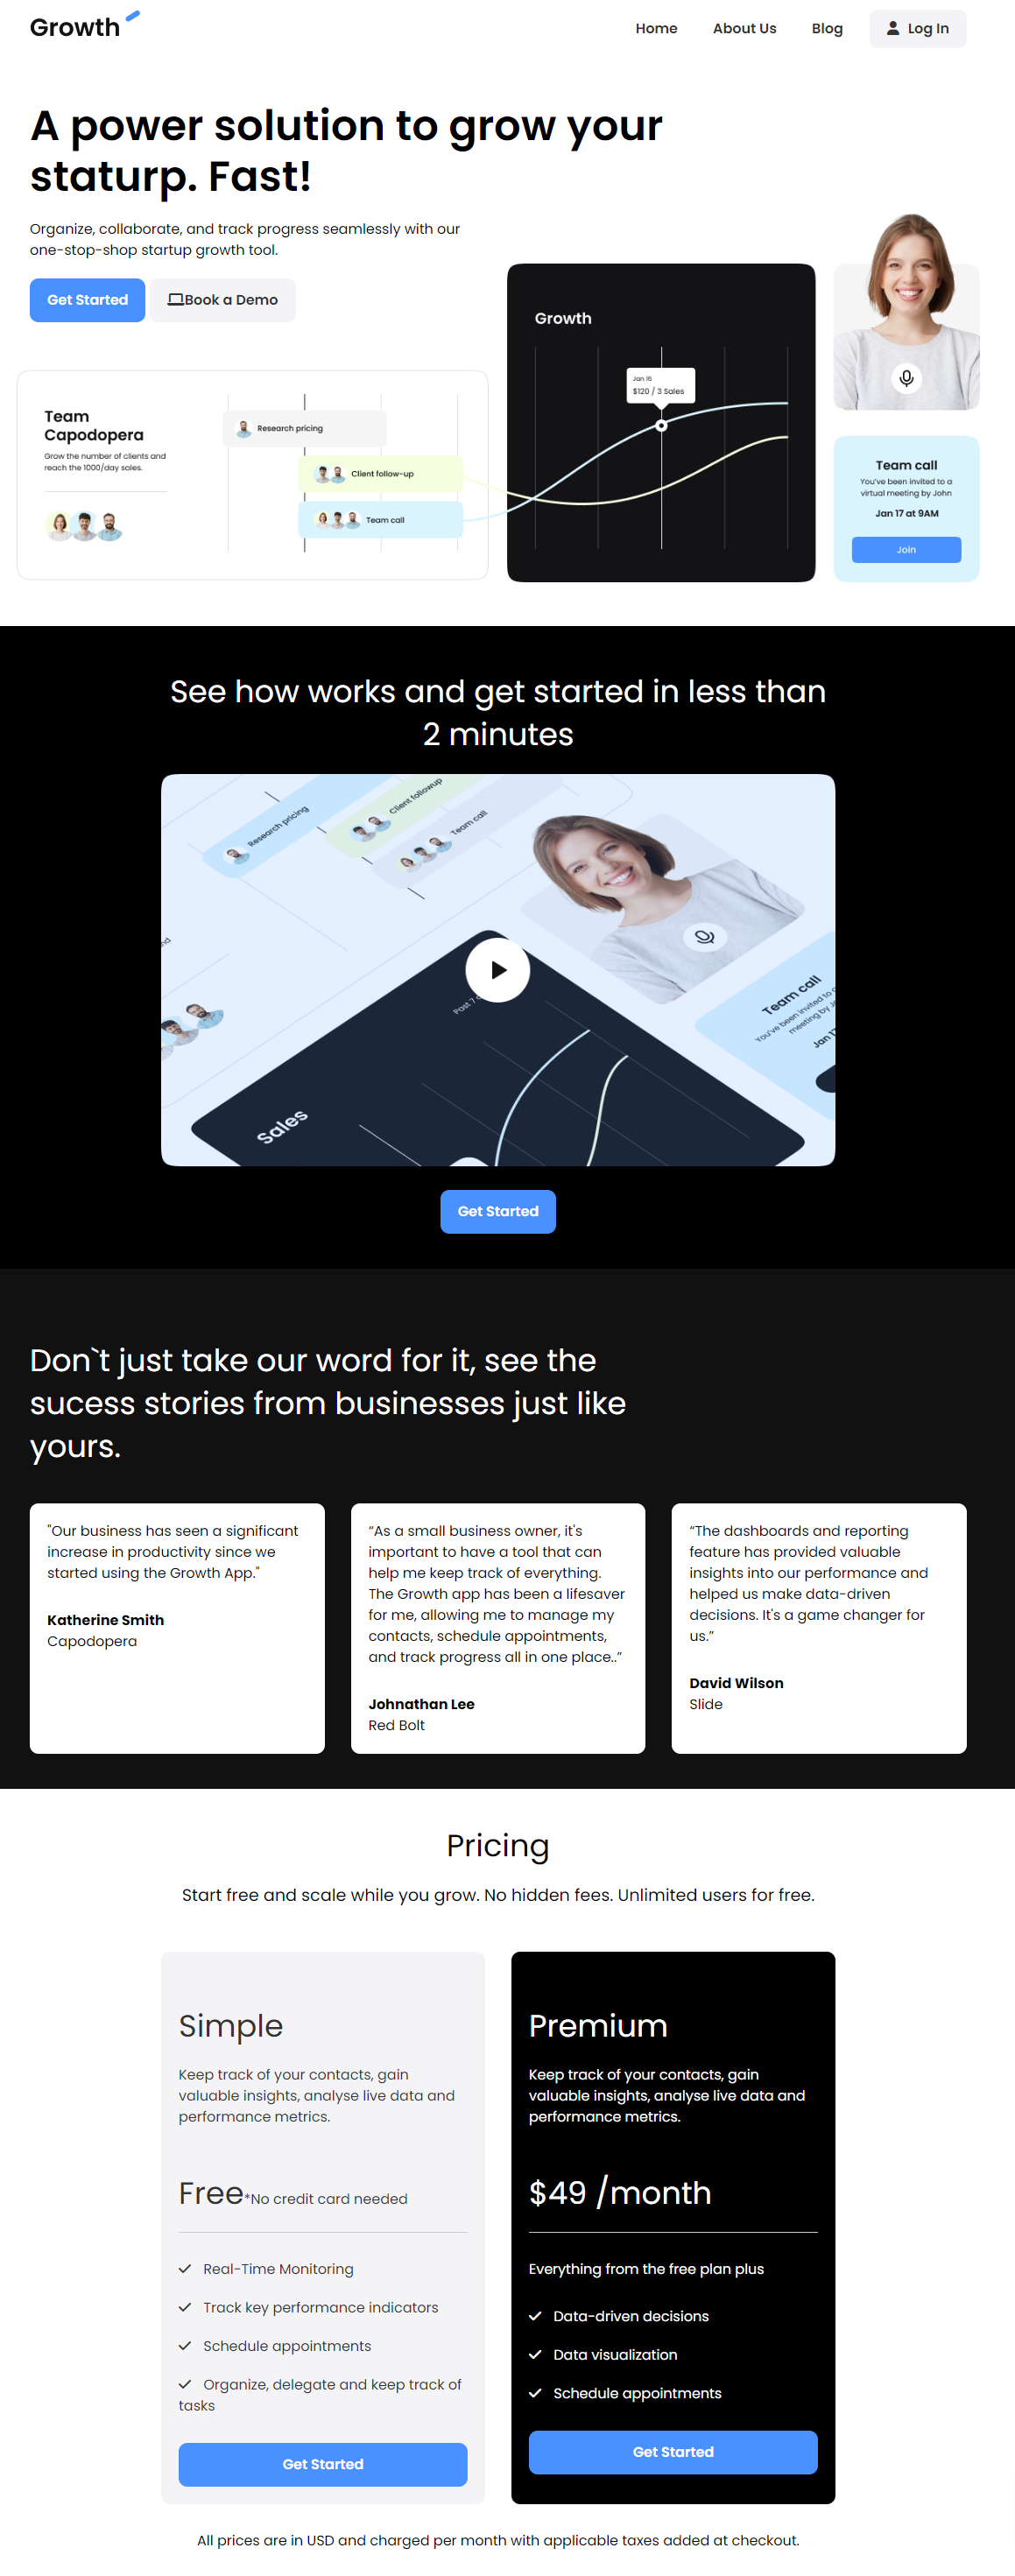 Growth
Home
About Us
Blog
Log In
A power solution to grow your
staturp. Fast!
Organize, collaborate, and track progress seamlessly with our
one-stop-shop startup growth tool.
Get Started
Book a Demo
Team
Capodopera
Grow the number of clients and
reach the 1000/day sales.
Research pricing
Client follow-up
Team call
Growth
Jan 16
$120 / 3 Sales
Team call
You've been invited to a
virtual meeting by John
Jan 17 at 9AM
Join
See how works and get started in less than
2 minutes
Research pricing
Client followup
Team call
Past 7
Sales
Team call
You've been invited to
meeting by J
Jan 1
Get Started
Don`t just take our word for it, see the
sucess stories from businesses just like
yours.
"Our business has seen a significant
increase in productivity since we
started using the Growth App."
Katherine Smith
Capodopera
“As a small business owner, it's
important to have a tool that can
help me keep track of everything.
The Growth app has been a lifesaver
for me, allowing me to manage my
contacts, schedule appointments,
and track progress all in one place..”
Johnathan Lee
Red Bolt
“The dashboards and reporting
feature has provided valuable
insights into our performance and
helped us make data-driven
decisions. It's a game changer for
us.”
David Wilson
Slide
Pricing
Start free and scale while you grow. No hidden fees. Unlimited users for free.
Simple
Keep track of your contacts, gain
valuable insights, analyse live data and
performance metrics.
Free*No credit card needed
Real-Time Monitoring
Track key performance indicators
Schedule appointments
Organize, delegate and keep track of
tasks
Get Started
Premium
Keep track of your contacts, gain
valuable insights, analyse live data and
performance metrics.
$49 /month
Everything from the free plan plus
Data-driven decisions
Data visualization
Schedule appointments
Get Started
All prices are in USD and charged per month with applicable taxes added at checkout.